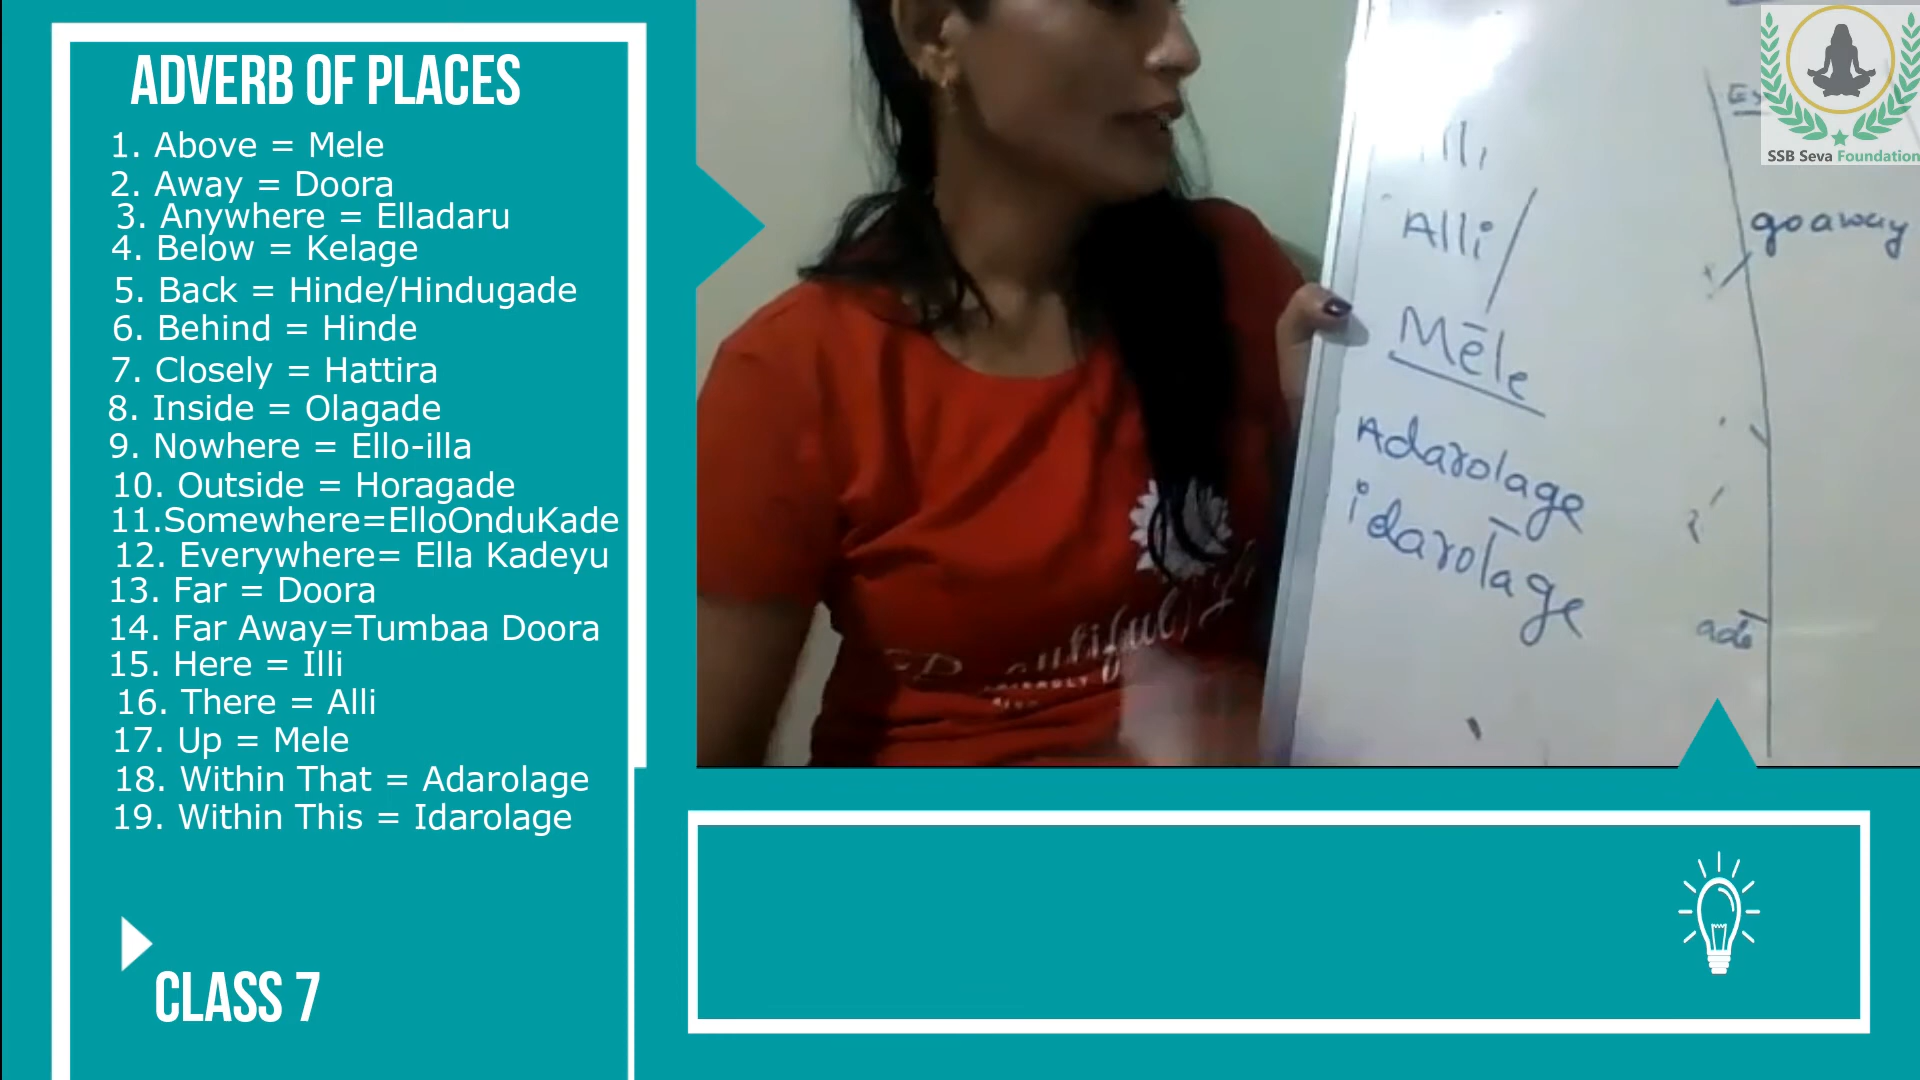 ADVERB OF PLACES
1. Above = Mele
2. Away = Doora
3. Anywhere = Elladaru
4. Below = Kelage
5. Back = Hinde/Hindugade
6. Behind = Hinde
7. Closely = Hattira
8. Inside = Olagade
9. Nowhere = Ello-illa
10. Outside = Horagade
11.Somewhere=ElloOnduKade
12. Everywhere= Ella Kadeyu
13. Far = Doora
14. Far Away=Tumbaa Doora
15. Here = Illi
16. There = Alli
17. Up = Mele
18. Within That = Adarolage
19. Within This = Idarolage
CLASS 7
Alli /
Mēle
Adarolage
idarolage
go away
SSB Seva Foundation